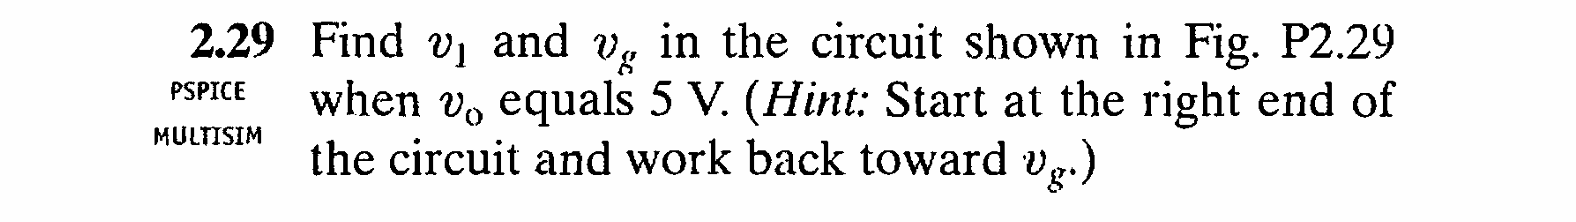 2.29 Find v₁ and v_g in the circuit shown in Fig. P2.29
PSPICE
when v₀ equals 5 V. (Hint: Start at the right end of
MULTISIM
the circuit and work back toward v_g.)